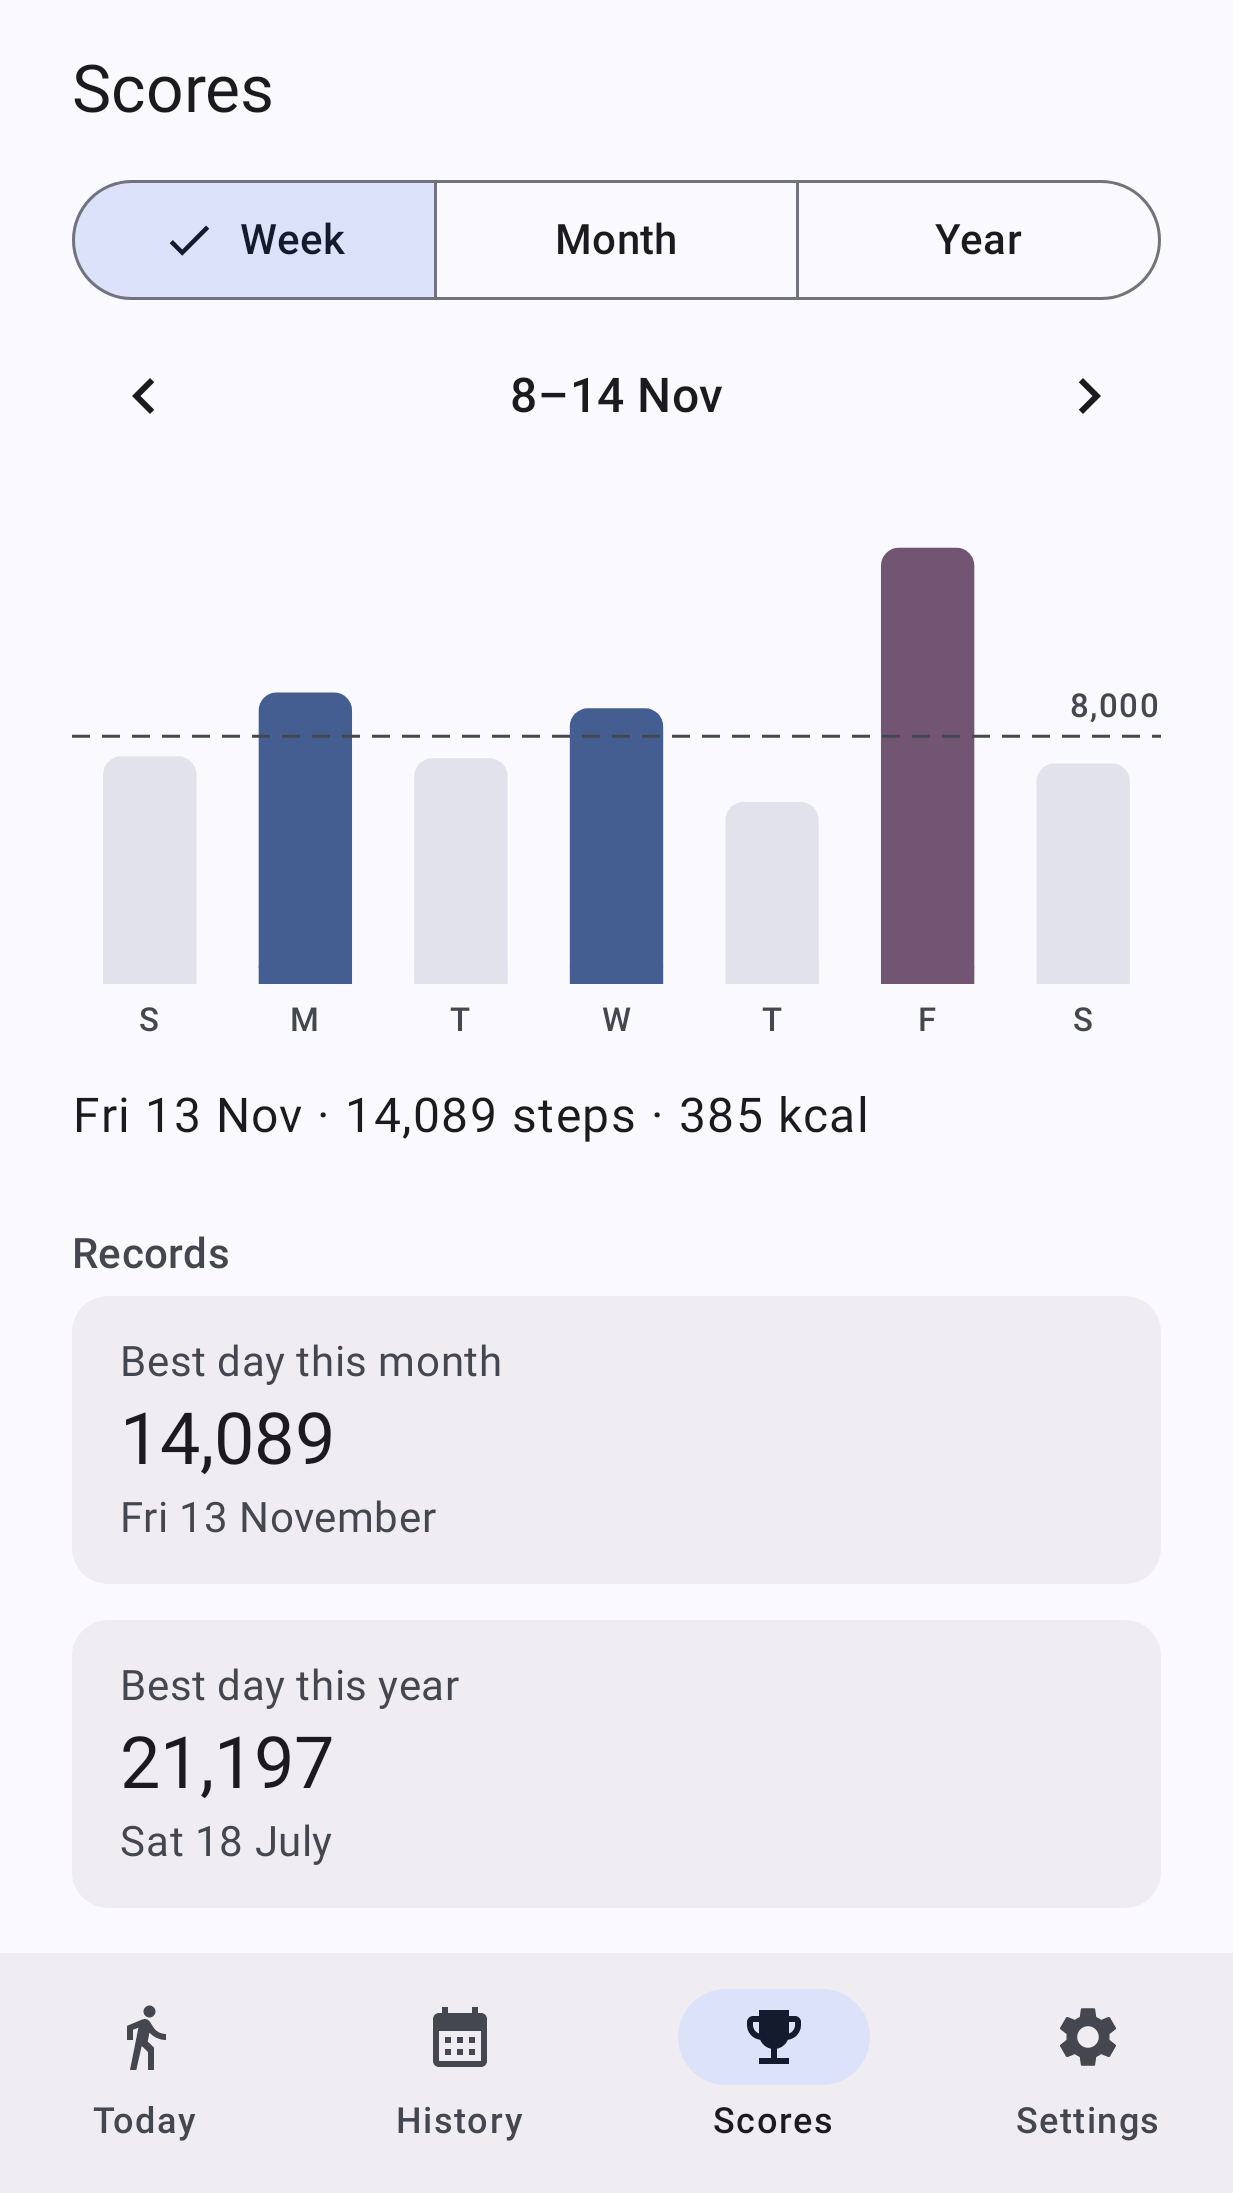 Scores
Week Month Year
8–14 Nov
8,000
S M T W T F S
Fri 13 Nov · 14,089 steps · 385 kcal
Records
Best day this month
14,089
Fri 13 November
Best day this year
21,197
Sat 18 July
Today History Scores Settings